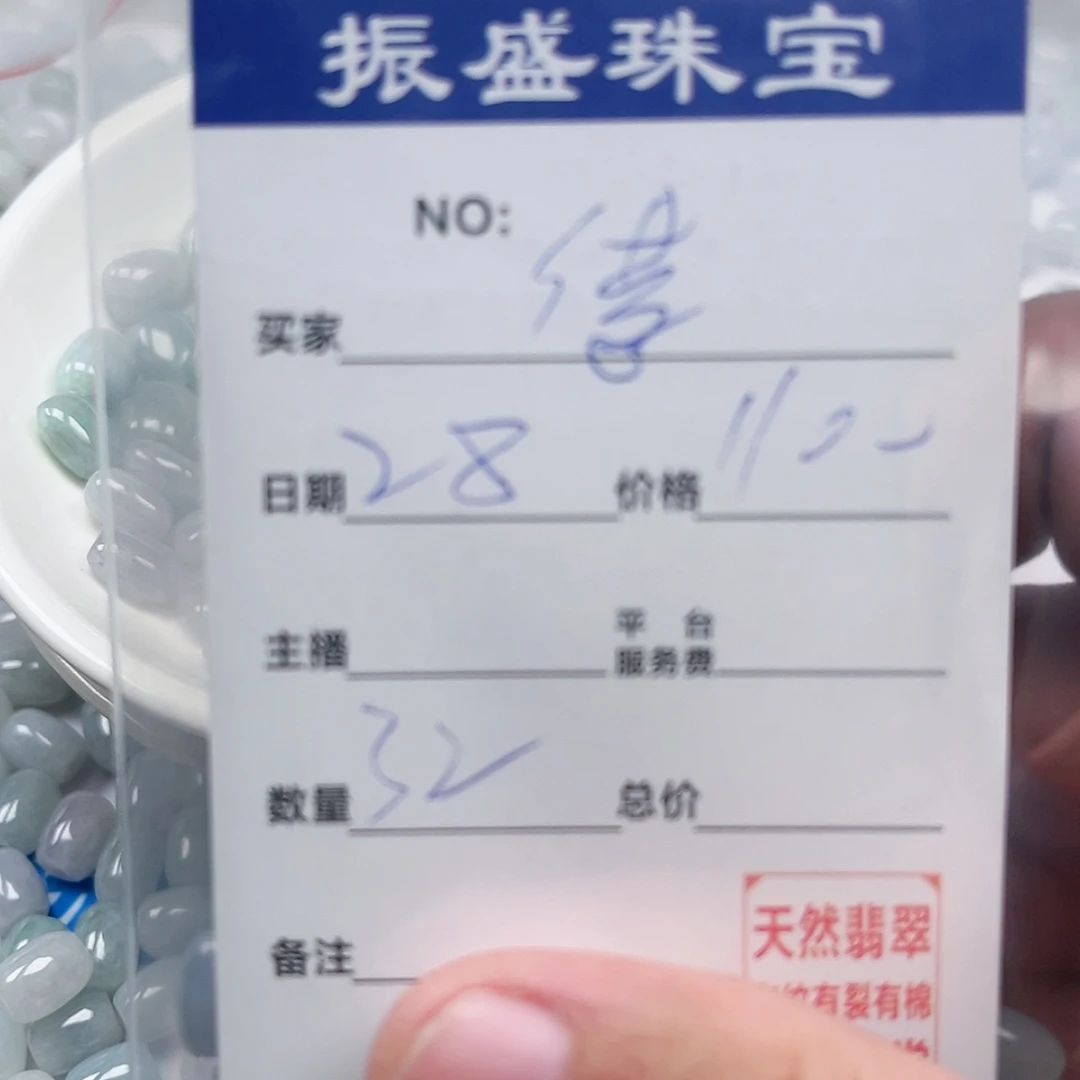 振盛珠宝
NO:
买家
日期 28 价格 1100
主播 平台服务费
数量 32 总价
备注
天然翡翠
纹有裂有棉